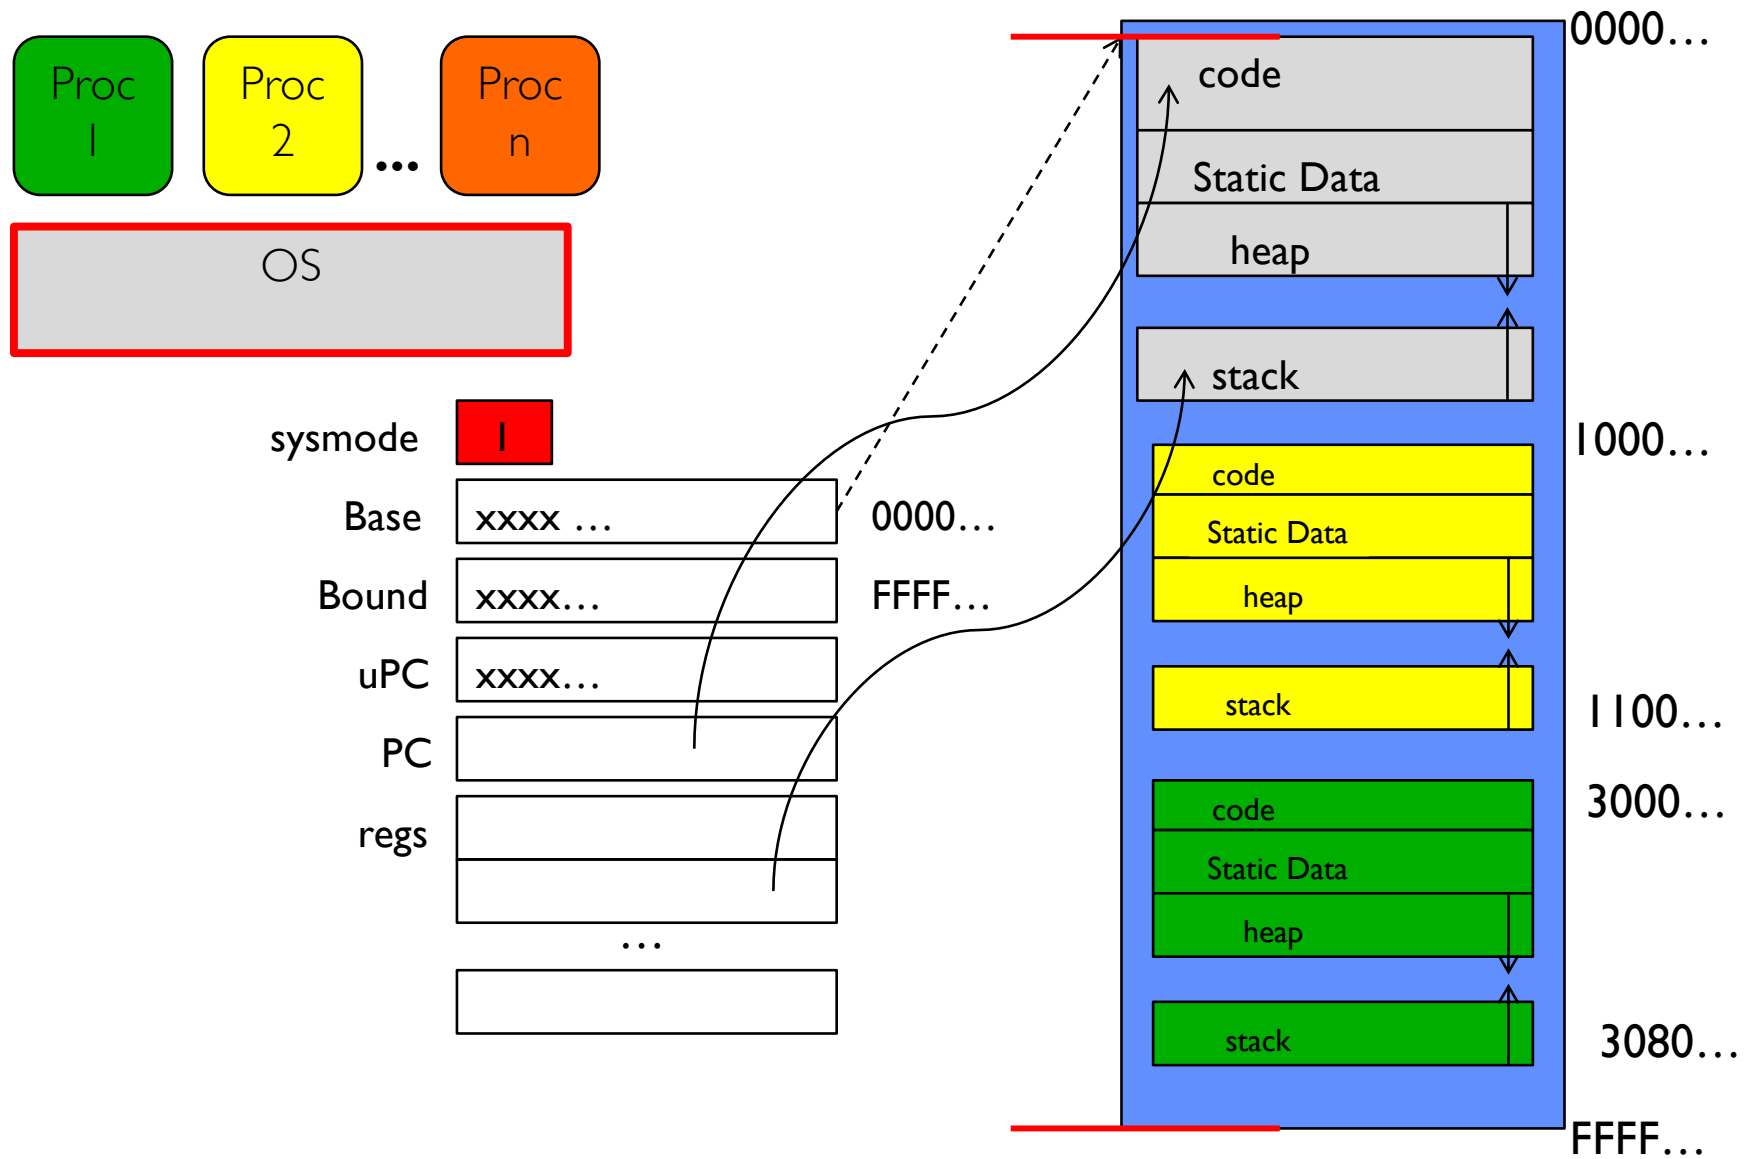 Proc
1
Proc
2
...
Proc
n
OS
sysmode
1
Base
xxxx ...
0000...
Bound
xxxx...
FFFF...
uPC
xxxx...
PC
regs
...
0000...
code
Static Data
heap
stack
1000...
code
Static Data
heap
stack
1100...
3000...
code
Static Data
heap
stack
3080...
FFFF...